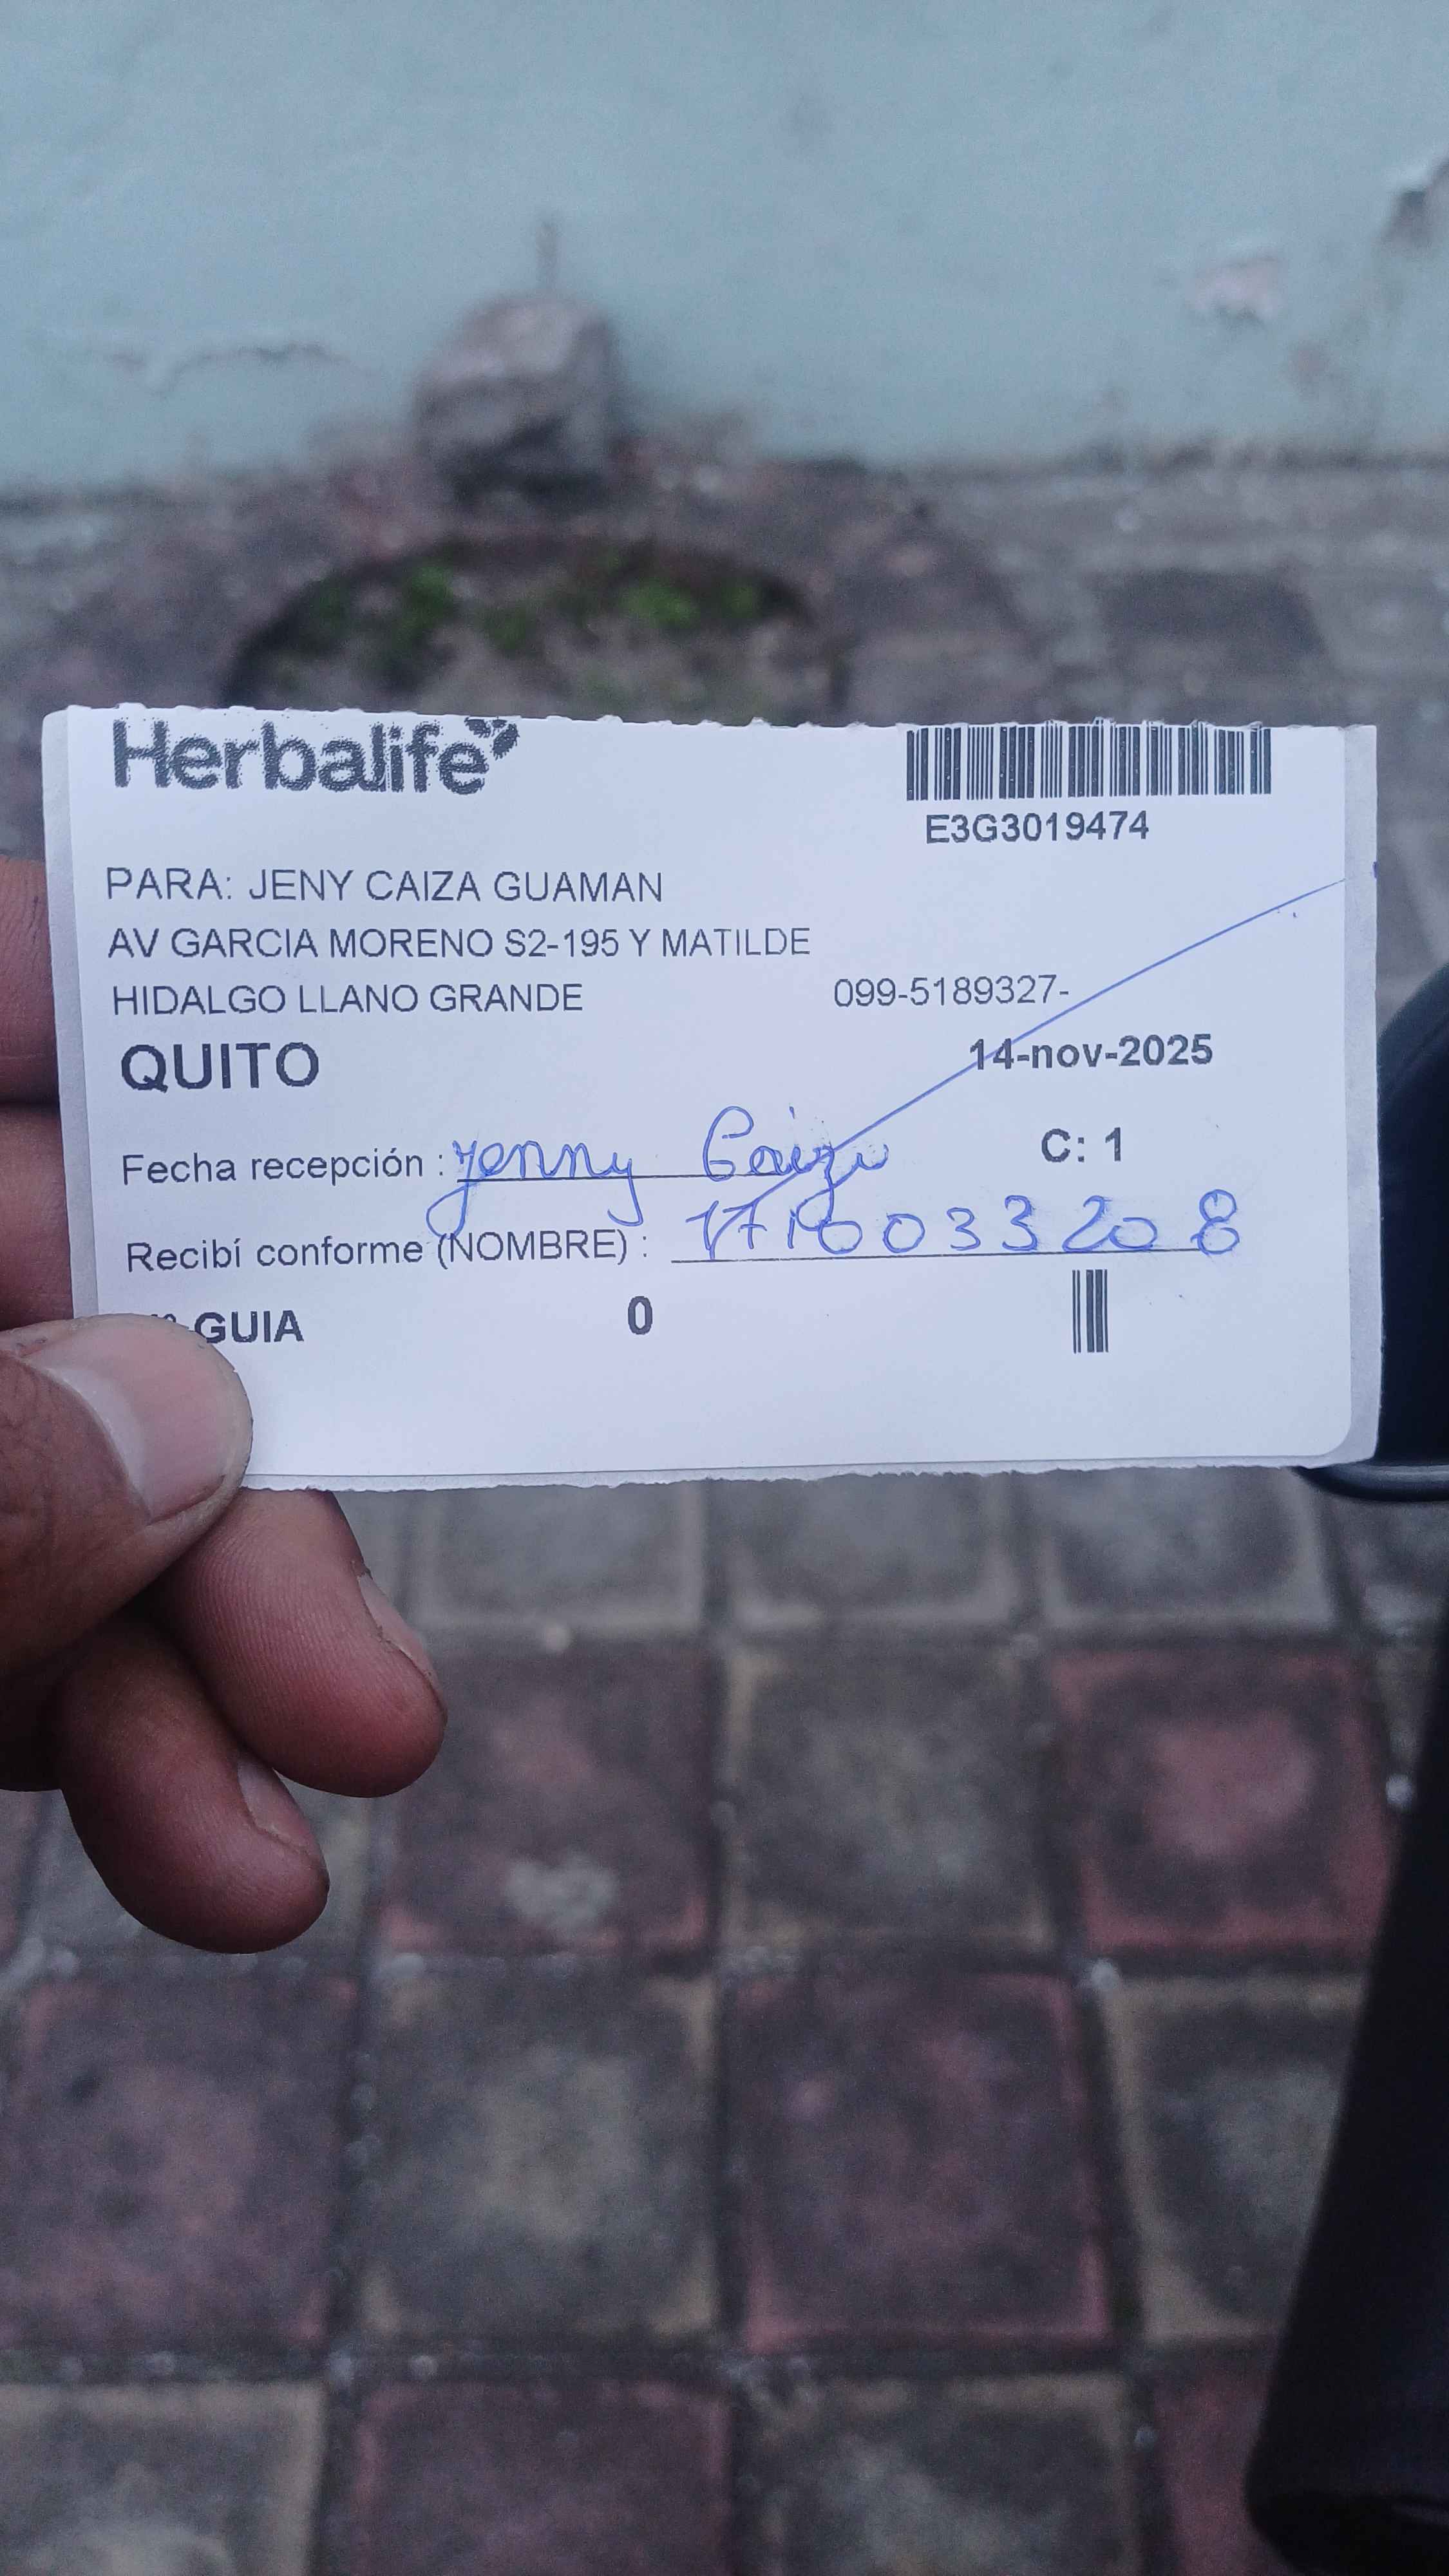 Herbalife
E3G3019474
PARA: JENY CAIZA GUAMAN
AV GARCIA MORENO S2-195 Y MATILDE
HIDALGO LLANO GRANDE 099-5189327-
QUITO 14-nov-2025
C: 1
Fecha recepción : Jenny Caiza
Recibí conforme (NOMBRE) : 1710033208
GUIA 0